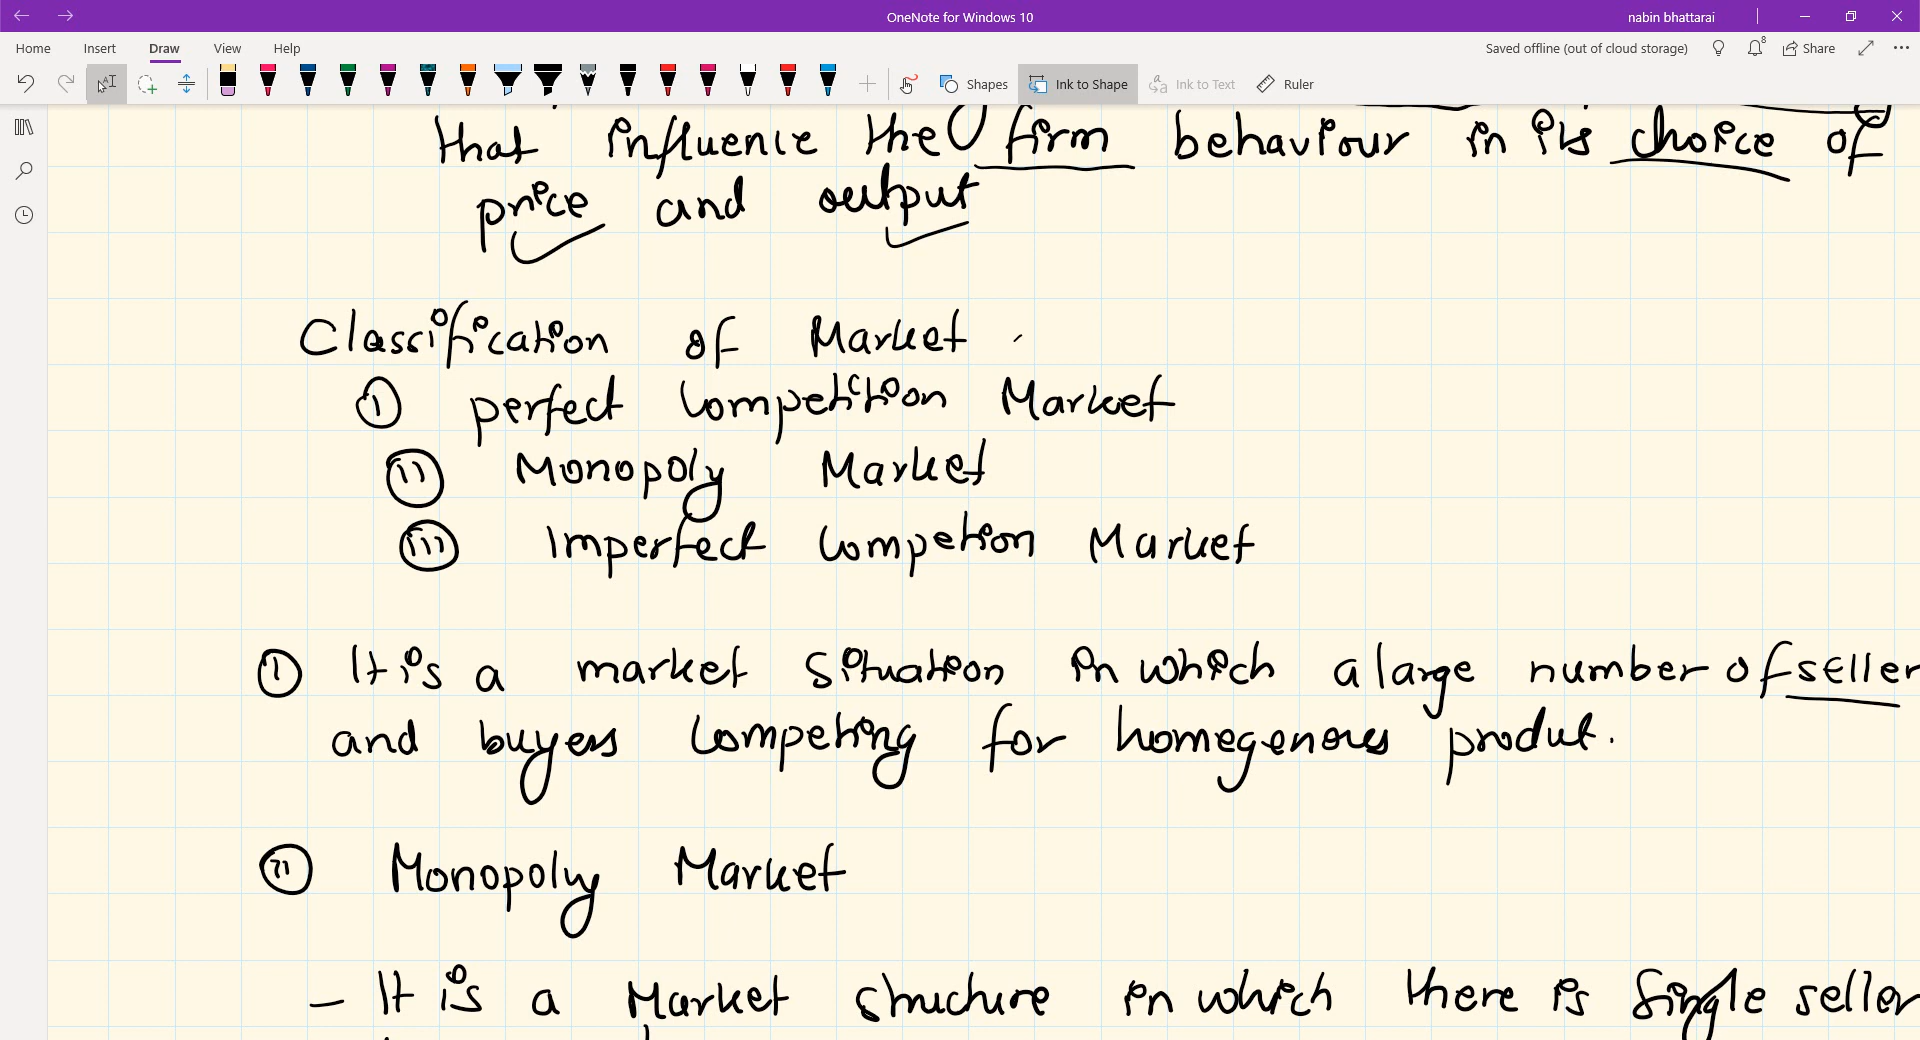 OneNote for Windows 10
nabin bhattarai
Home Insert Draw View Help
Saved offline (out of cloud storage)
8
Share
Shapes
Ink to Shape
Ink to Text
Ruler
that influence the firm behaviour in its choice of
price and output
Classification of Market
(i) perfect competition Market
(ii) Monopoly Market
(iii) Imperfect competion Market
(i) It is a market situation in which a large number of seller
and buyers competing for homegenous produt.
(ii) Monopoly Market
- It is a Market structure in which there is single seller